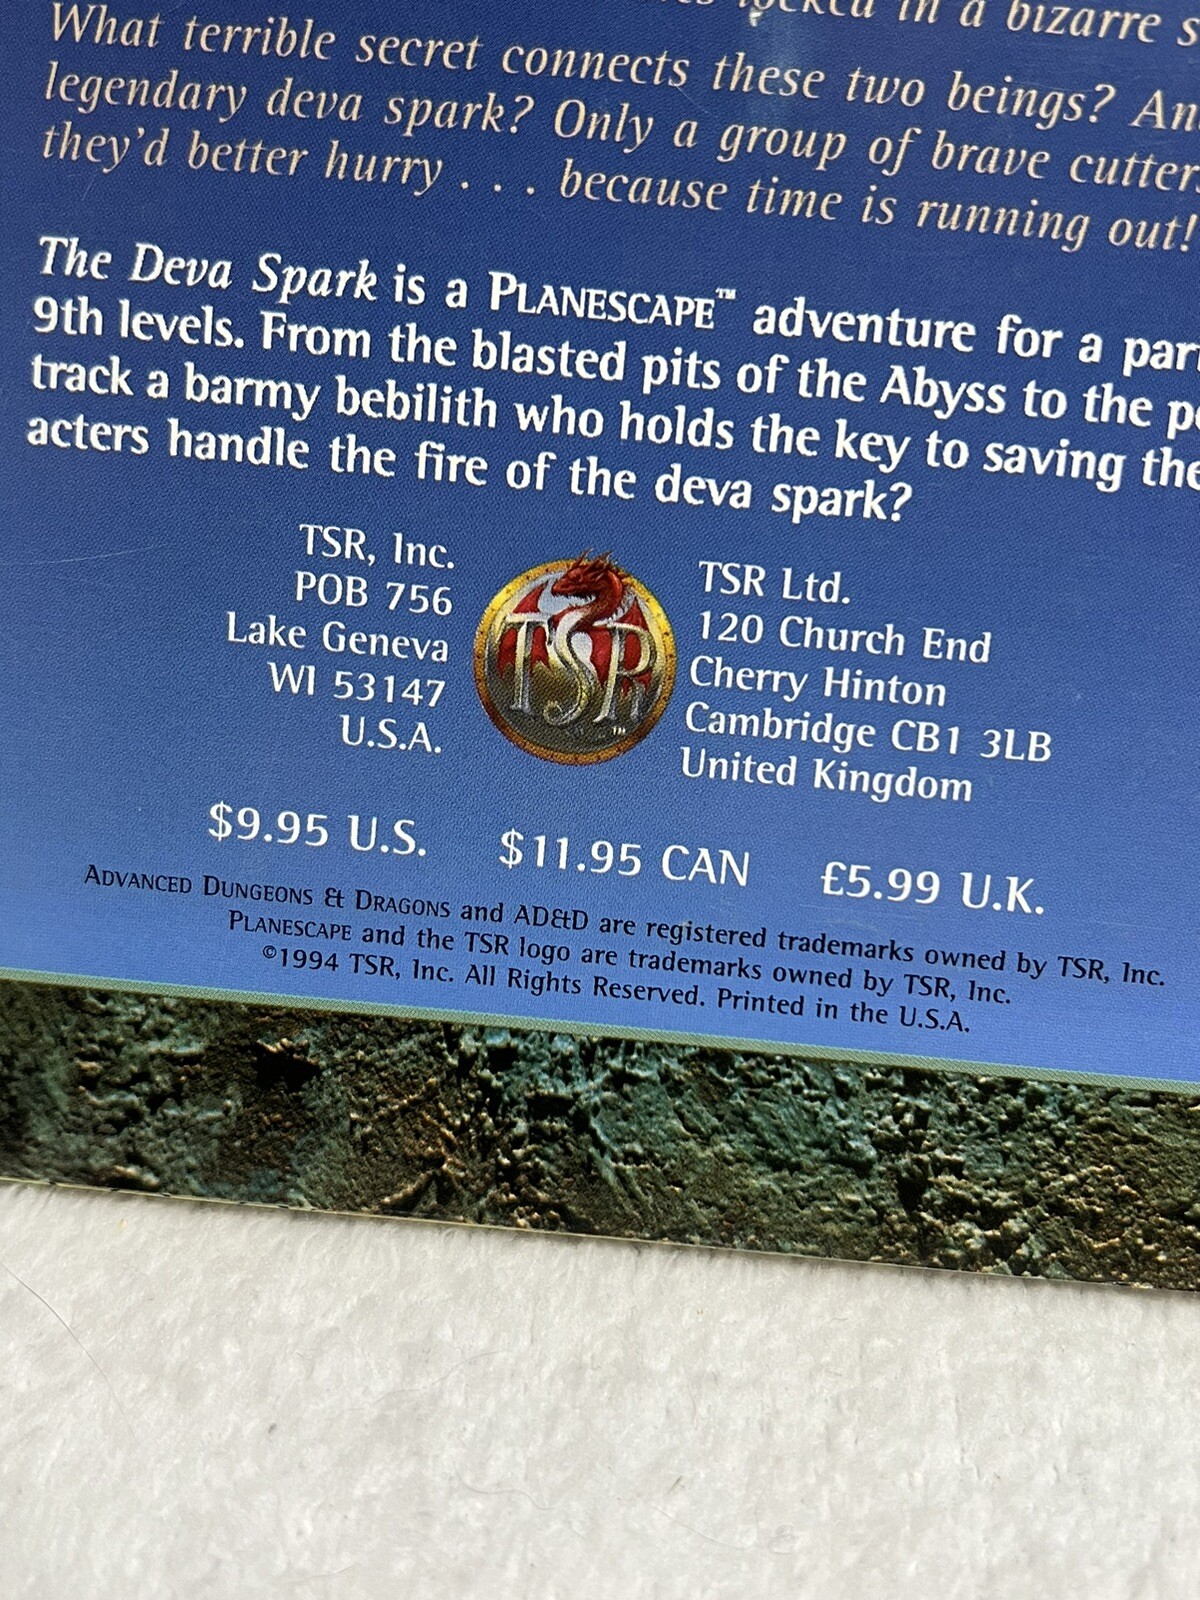 in a bizarre
What terrible secret connects these two beings? An
legendary deva spark? Only a group of brave cutter
they'd better hurry . . . because time is running out!
The Deva Spark is a PLANESCAPE™ adventure for a par
9th levels. From the blasted pits of the Abyss to the
track a barmy bebilith who holds the key to saving the
acters handle the fire of the deva spark?
TSR, Inc.
POB 756
Lake Geneva
WI 53147
U.S.A.
TSR™
TSR Ltd.
120 Church End
Cherry Hinton
Cambridge CB1 3LB
United Kingdom
$9.95 U.S. $11.95 CAN £5.99 U.K.
ADVANCED DUNGEONS & DRAGONS and AD&D are registered trademarks owned by TSR, Inc.
PLANESCAPE and the TSR logo are trademarks owned by TSR, Inc.
©1994 TSR, Inc. All Rights Reserved. Printed in the U.S.A.